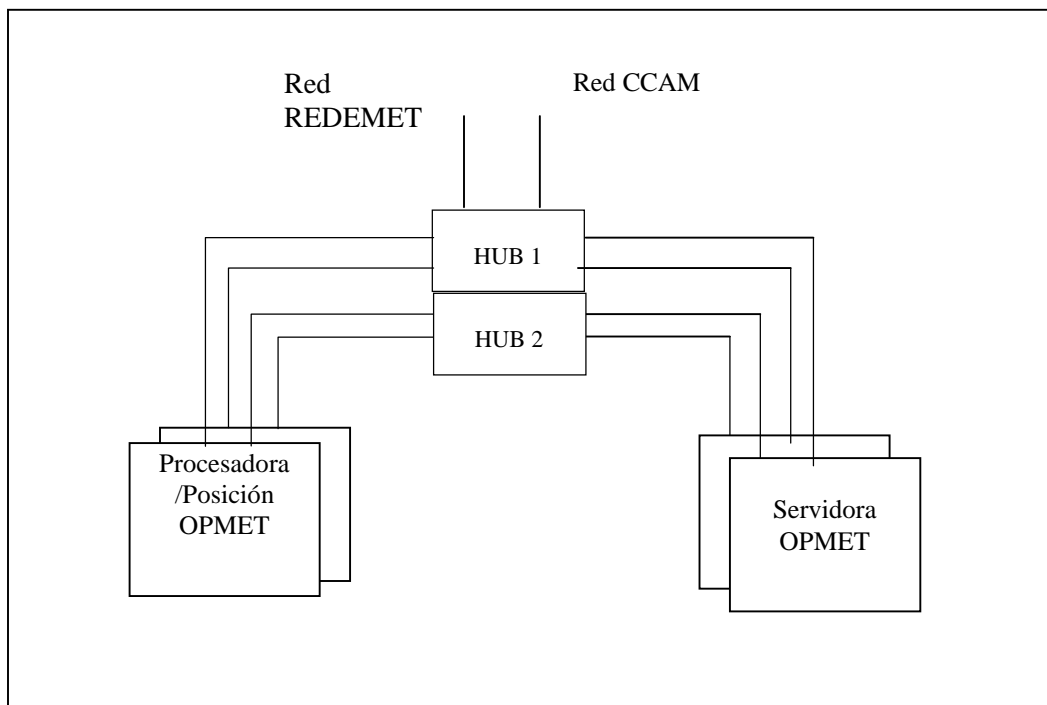 Red
REDEMET
Red CCAM
HUB 1
HUB 2
Procesadora
/Posición
OPMET
Servidora
OPMET